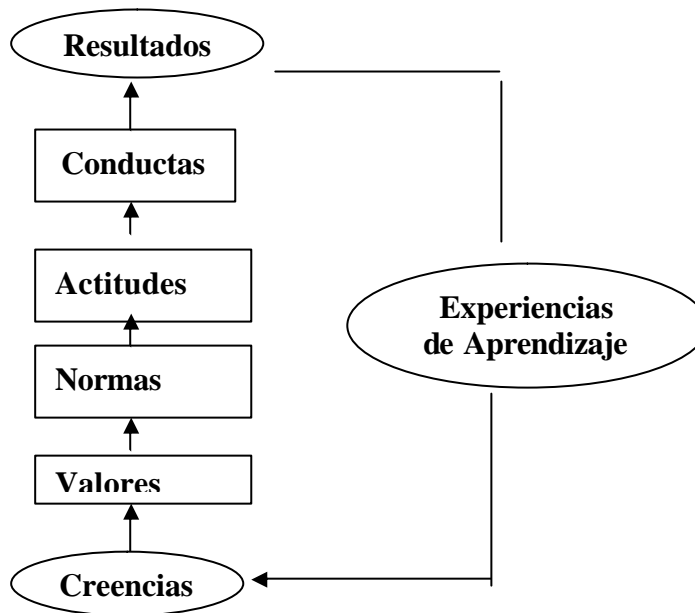 Resultados
Conductas
Actitudes
Experiencias
de Aprendizaje
Normas
Valores
Creencias